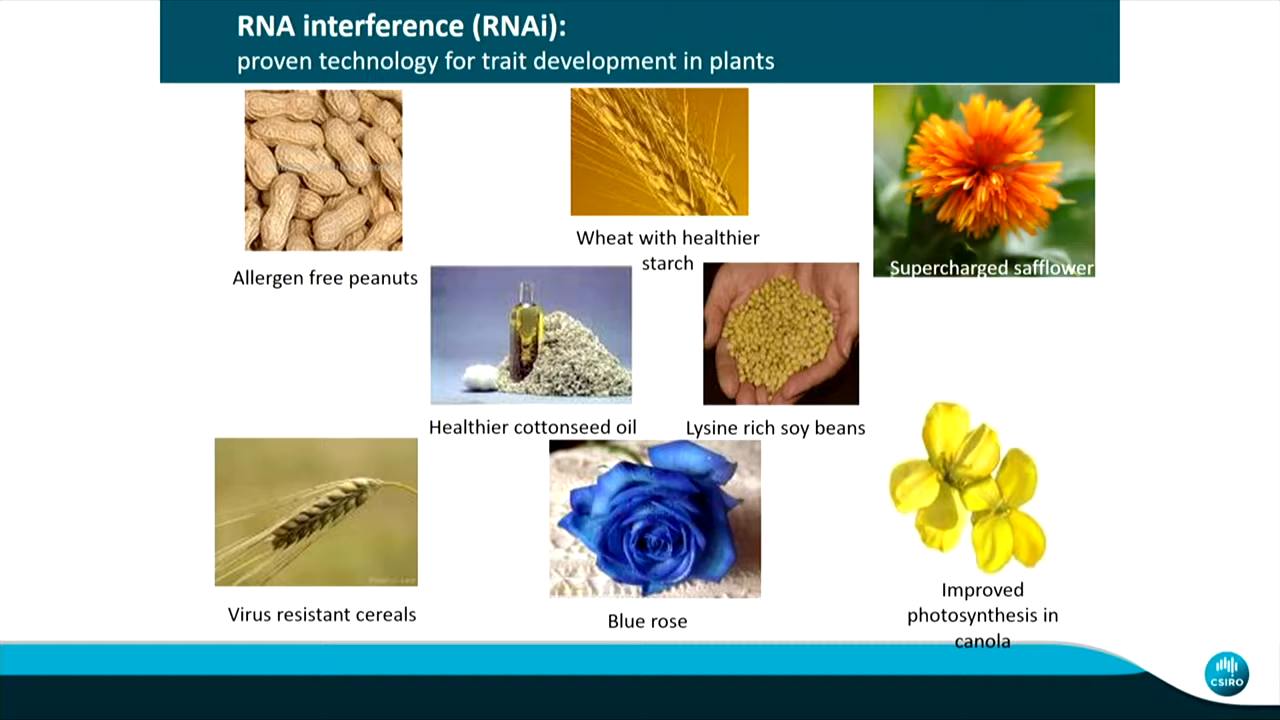 RNA interference (RNAi):
proven technology for trait development in plants
Allergen free peanuts
Wheat with healthier
starch
Supercharged safflower
Healthier cottonseed oil
Lysine rich soy beans
Virus resistant cereals
Blue rose
Improved
photosynthesis in
canola
CSIRO